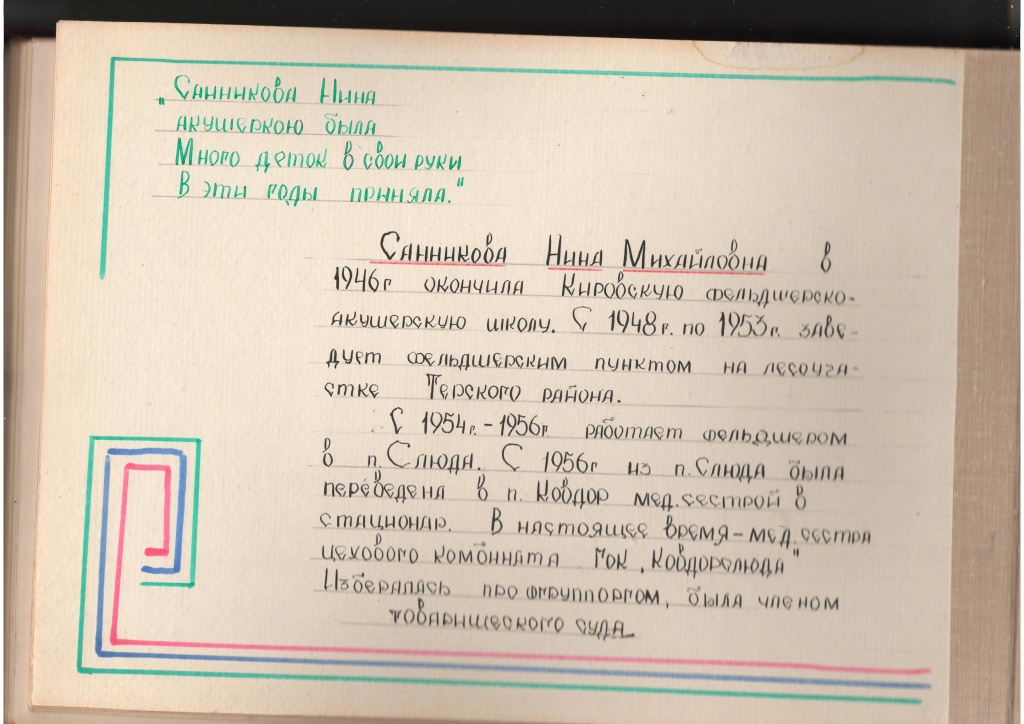 „Санникова Нина
акушеркою была
Много деток в свои руки
В эти годы приняла."
Санникова Нина Михайловна в
1946г окончила Кировскую фельдшерско-
акушерскую школу. С 1948г. по 1953г. заве-
дует фельдшерским пунктом на лесоуча-
стке Терского района.
С 1954г. - 1956г работает фельдшером
в п. Слюда. С 1956г из п. Слюда была
переведена в п. Ковдор мед. сестрой в
стационар. В настоящее время - мед. сестра
цехового комбината ГОК „Ковдорслюда"
Избералась профгруппоргом, была членом
товарищеского суда